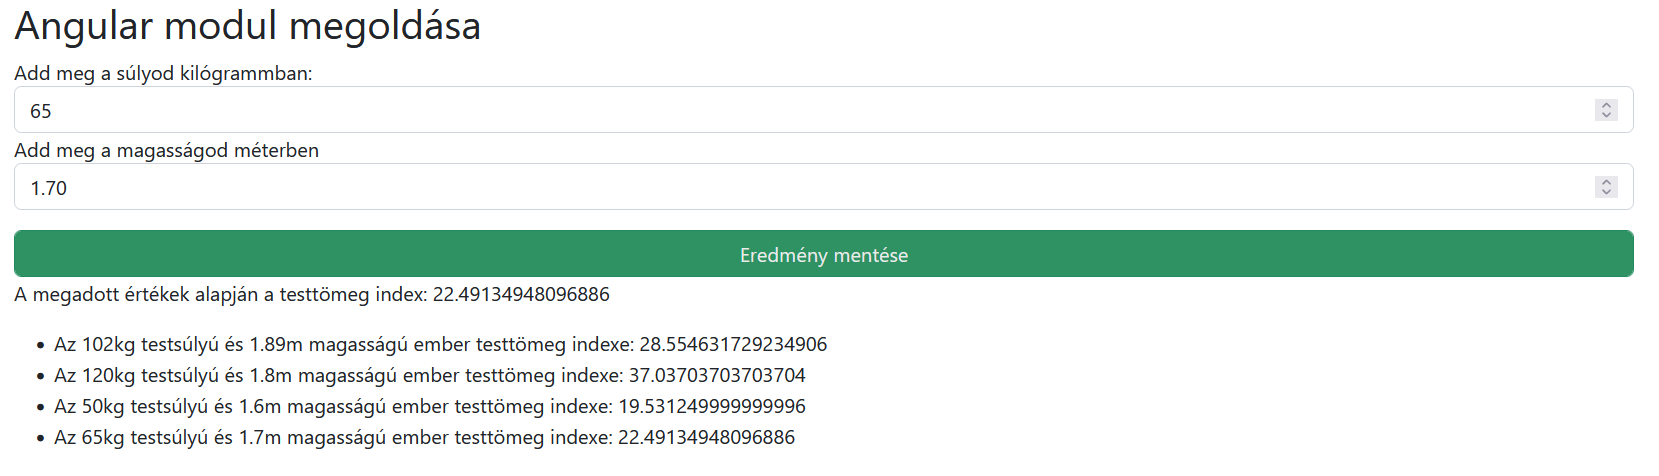 Angular modul megoldása
Add meg a súlyod kilógrammban:
65
Add meg a magasságod méterben
1.70
Eredmény mentése
A megadott értékek alapján a testtömeg index: 22.49134948096886
Az 102kg testsúlyú és 1.89m magasságú ember testtömeg indexe: 28.554631729234906
Az 120kg testsúlyú és 1.8m magasságú ember testtömeg indexe: 37.03703703703704
Az 50kg testsúlyú és 1.6m magasságú ember testtömeg indexe: 19.531249999999996
Az 65kg testsúlyú és 1.7m magasságú ember testtömeg indexe: 22.49134948096886